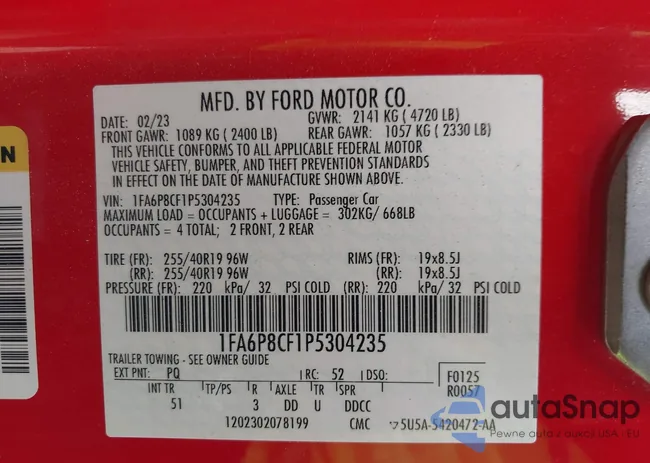 MFD. BY FORD MOTOR CO.
DATE: 02/23 GVWR: 2141 KG ( 4720 LB)
FRONT GAWR: 1089 KG ( 2400 LB) REAR GAWR: 1057 KG ( 2330 LB)
THIS VEHICLE CONFORMS TO ALL APPLICABLE FEDERAL MOTOR
VEHICLE SAFETY, BUMPER, AND THEFT PREVENTION STANDARDS
IN EFFECT ON THE DATE OF MANUFACTURE SHOWN ABOVE.
VIN: 1FA6P8CF1P5304235 TYPE: Passenger Car
MAXIMUM LOAD = OCCUPANTS + LUGGAGE = 302KG/ 668LB
OCCUPANTS = 4 TOTAL; 2 FRONT, 2 REAR
TIRE (FR): 255/40R19 96W RIMS (FR): 19x8.5J
(RR): 255/40R19 96W (RR): 19x8.5J
PRESSURE (FR): 220 kPa/ 32 PSI COLD (RR): 220 kPa/ 32 PSI COLD
1FA6P8CF1P5304235
TRAILER TOWING - SEE OWNER GUIDE
EXT PNT: PQ RC: 52 DSO: F0125
R0057
INT TR TP/PS R AXLE TR SPR
51 3 DD U DDCC
1202302078199 CMC 5U5A-5420472-AA
N
autoSnap
Pewne auto z aukcji USA - EU